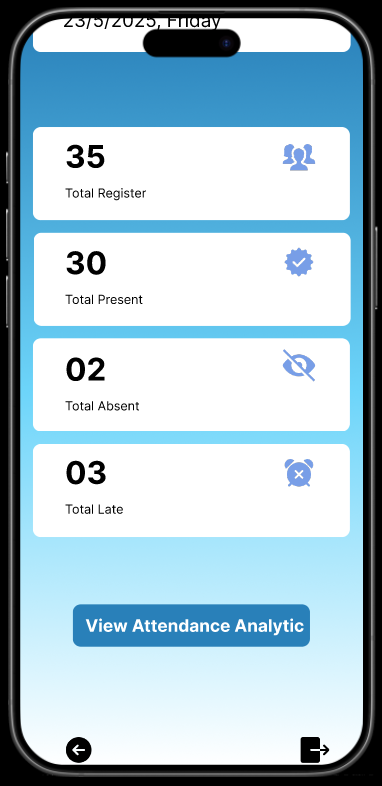 23/5/2025, Friday
35
Total Register
30
Total Present
02
Total Absent
03
Total Late
View Attendance Analytic